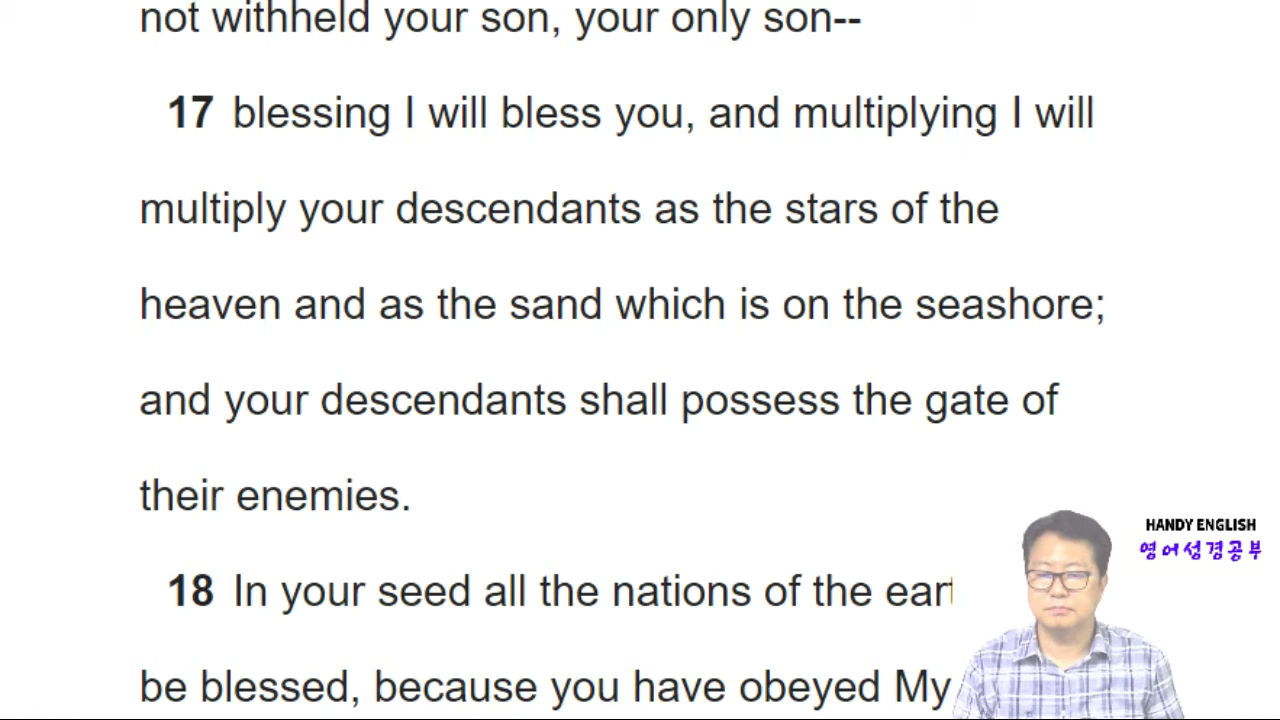 not withheld your son, your only son--
17 blessing I will bless you, and multiplying I will
multiply your descendants as the stars of the
heaven and as the sand which is on the seashore;
and your descendants shall possess the gate of
their enemies.
HANDY ENGLISH
영어성경공부
18 In your seed all the nations of the
be blessed, because you have obeyed My